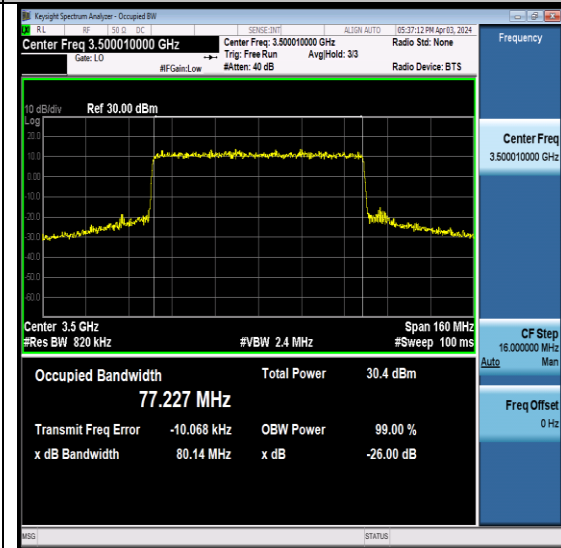 Keysight Spectrum Analyzer - Occupied BW
RL RF 50 Ω DC SENSE:INT ALIGN AUTO 05:37:12 PM Apr 03, 2024
Center Freq 3.500010000 GHz
Center Freq: 3.500010000 GHz
Radio Std: None
Gate: LO
Trig: Free Run Avg|Hold: 3/3
#IFGain:Low
#Atten: 40 dB
Radio Device: BTS
Frequency
10 dB/div Ref 30.00 dBm
Log
20.0
10.0
0.00
-10.0
-20.0
-30.0
-40.0
-50.0
-60.0
Center Freq
3.500010000 GHz
Center 3.5 GHz
Span 160 MHz
#Res BW 820 kHz
#VBW 2.4 MHz
#Sweep 100 ms
CF Step
16.000000 MHz
Auto Man
Freq Offset
0 Hz
Occupied Bandwidth
Total Power 30.4 dBm
77.227 MHz
Transmit Freq Error -10.068 kHz
OBW Power 99.00 %
x dB Bandwidth 80.14 MHz
x dB -26.00 dB
MSG STATUS